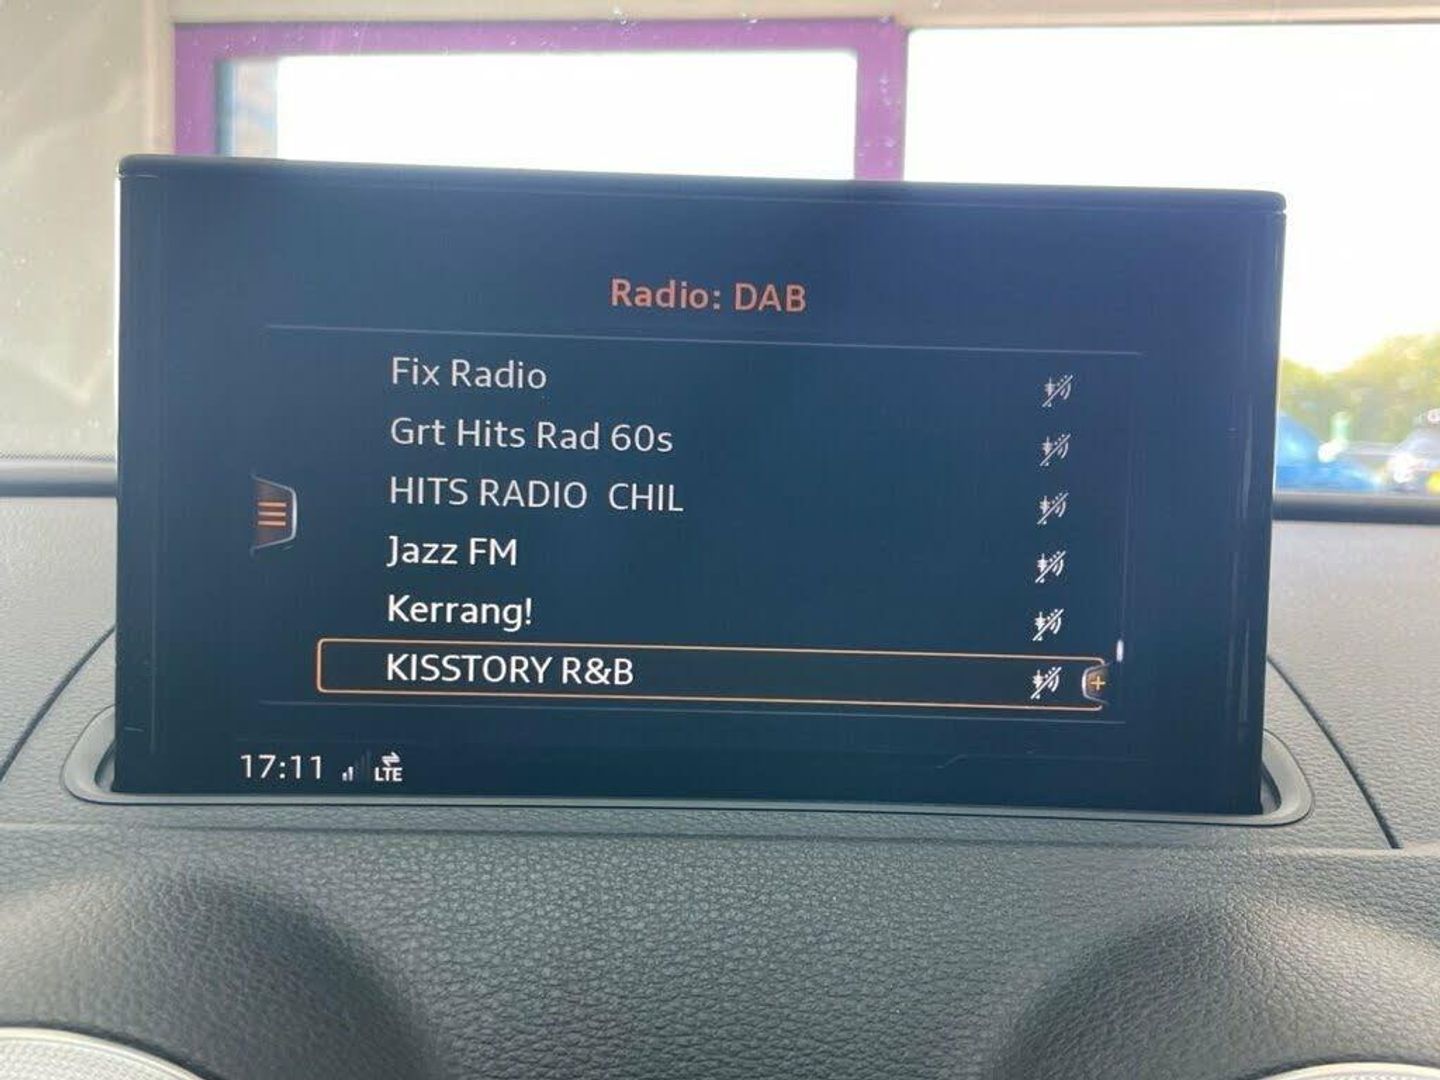 Radio: DAB
Fix Radio
Grt Hits Rad 60s
HITS RADIO  CHIL
Jazz FM
Kerrang!
KISSTORY R&B
17:11 LTE